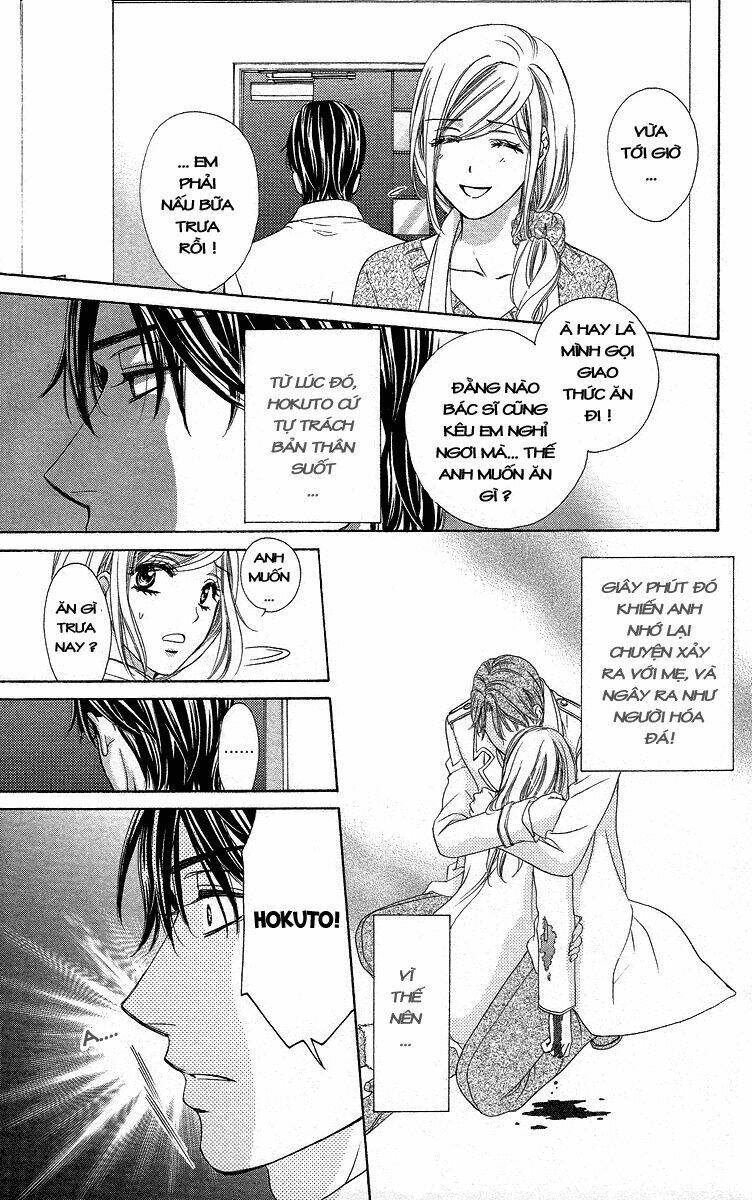 VỪA
TỚI GIỜ
...
... EM
PHẢI
NẤU BỮA
TRƯA
RỒI !
À HAY LÀ
MÌNH GỌI
GIAO
THỨC ĂN
ĐI !
ĐẰNG NÀO
BÁC SĨ CŨNG
KÊU EM NGHỈ
NGƠI MÀ... THẾ
ANH MUỐN ĂN
GÌ ?
TỪ LÚC ĐÓ,
HOKUTO CỨ
TỰ TRÁCH
BẢN THÂN
SUỐT
...
ANH
MUỐN
...
ĂN GÌ
TRƯA
NAY ?
GIÂY PHÚT ĐÓ
KHIẾN ANH
NHỚ LẠI
CHUYỆN XẢY
RA VỚI MẸ, VÀ
NGÂY RA NHƯ
NGƯỜI HÓA
ĐÁ!
......
VÌ
THẾ
NÊN
...
HOKUTO!
A....